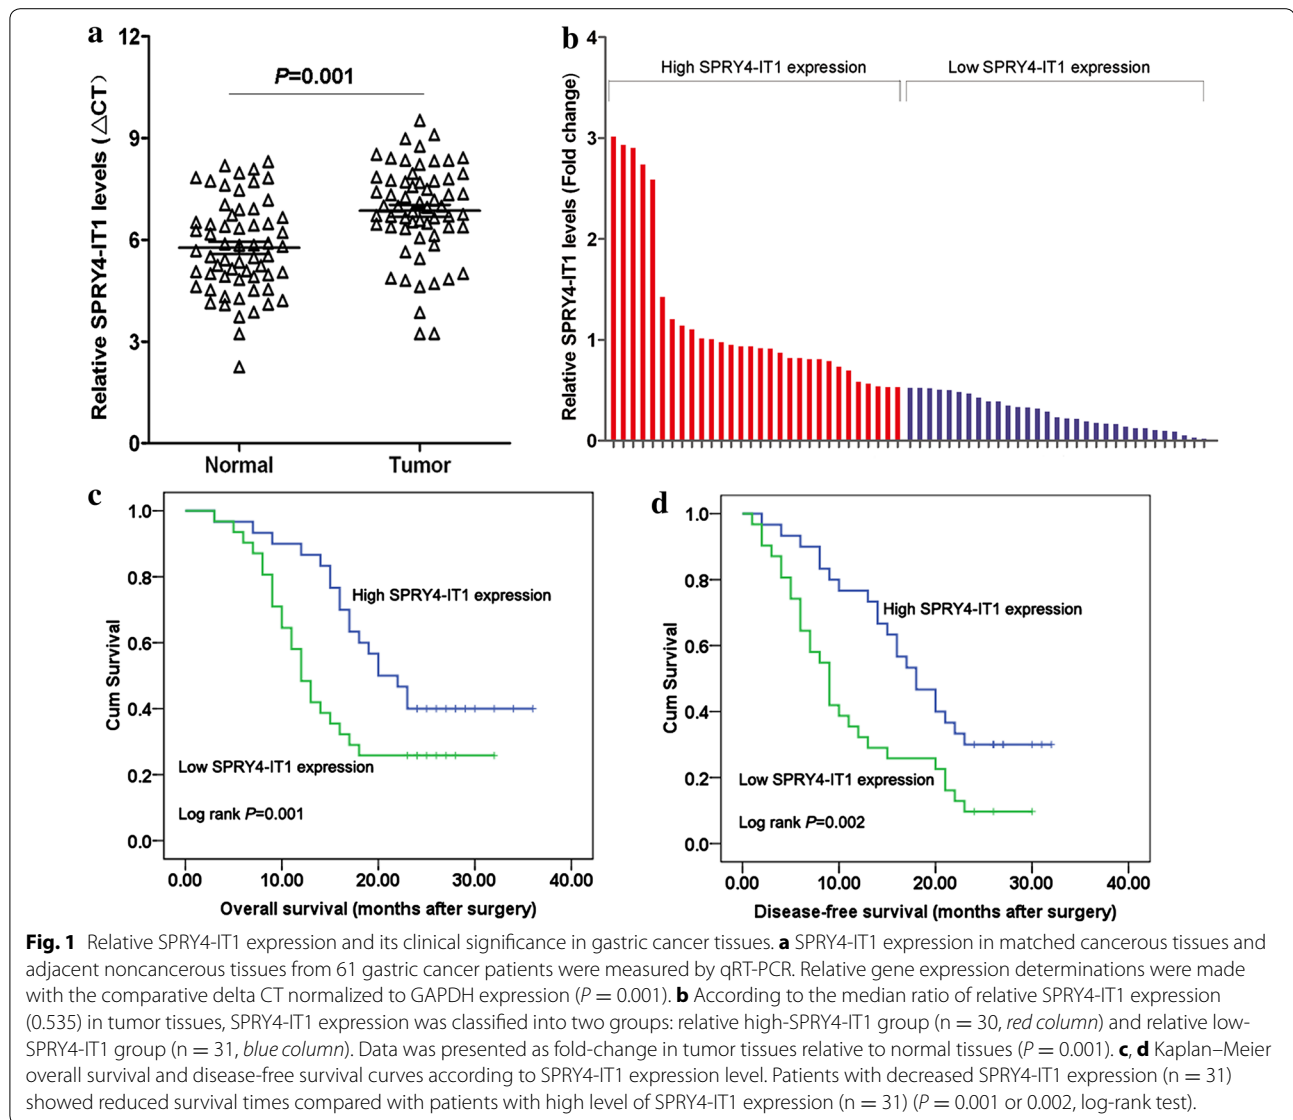 a
12
9
6
3
0
Relative SPRY4-IT1 levels (△CT)
P=0.001
Normal
Tumor
b
4
3
2
1
0
Relative SPRY4-IT1 levels (Fold change)
High SPRY4-IT1 expression
Low SPRY4-IT1 expression
c
1.0
0.8
0.6
0.4
0.2
0.0
Cum Survival
High SPRY4-IT1 expression
Low SPRY4-IT1 expression
Log rank P=0.001
0.00 10.00 20.00 30.00 40.00
Overall survival (months after surgery)
d
1.0
0.8
0.6
0.4
0.2
0.0
Cum Survival
High SPRY4-IT1 expression
Low SPRY4-IT1 expression
Log rank P=0.002
0.00 10.00 20.00 30.00 40.00
Disease-free survival (months after surgery)
Fig. 1 Relative SPRY4-IT1 expression and its clinical significance in gastric cancer tissues. a SPRY4-IT1 expression in matched cancerous tissues and
adjacent noncancerous tissues from 61 gastric cancer patients were measured by qRT-PCR. Relative gene expression determinations were made
with the comparative delta CT normalized to GAPDH expression (P = 0.001). b According to the median ratio of relative SPRY4-IT1 expression
(0.535) in tumor tissues, SPRY4-IT1 expression was classified into two groups: relative high-SPRY4-IT1 group (n = 30, red column) and relative low-
SPRY4-IT1 group (n = 31, blue column). Data was presented as fold-change in tumor tissues relative to normal tissues (P = 0.001). c, d Kaplan–Meier
overall survival and disease-free survival curves according to SPRY4-IT1 expression level. Patients with decreased SPRY4-IT1 expression (n = 31)
showed reduced survival times compared with patients with high level of SPRY4-IT1 expression (n = 31) (P = 0.001 or 0.002, log-rank test).